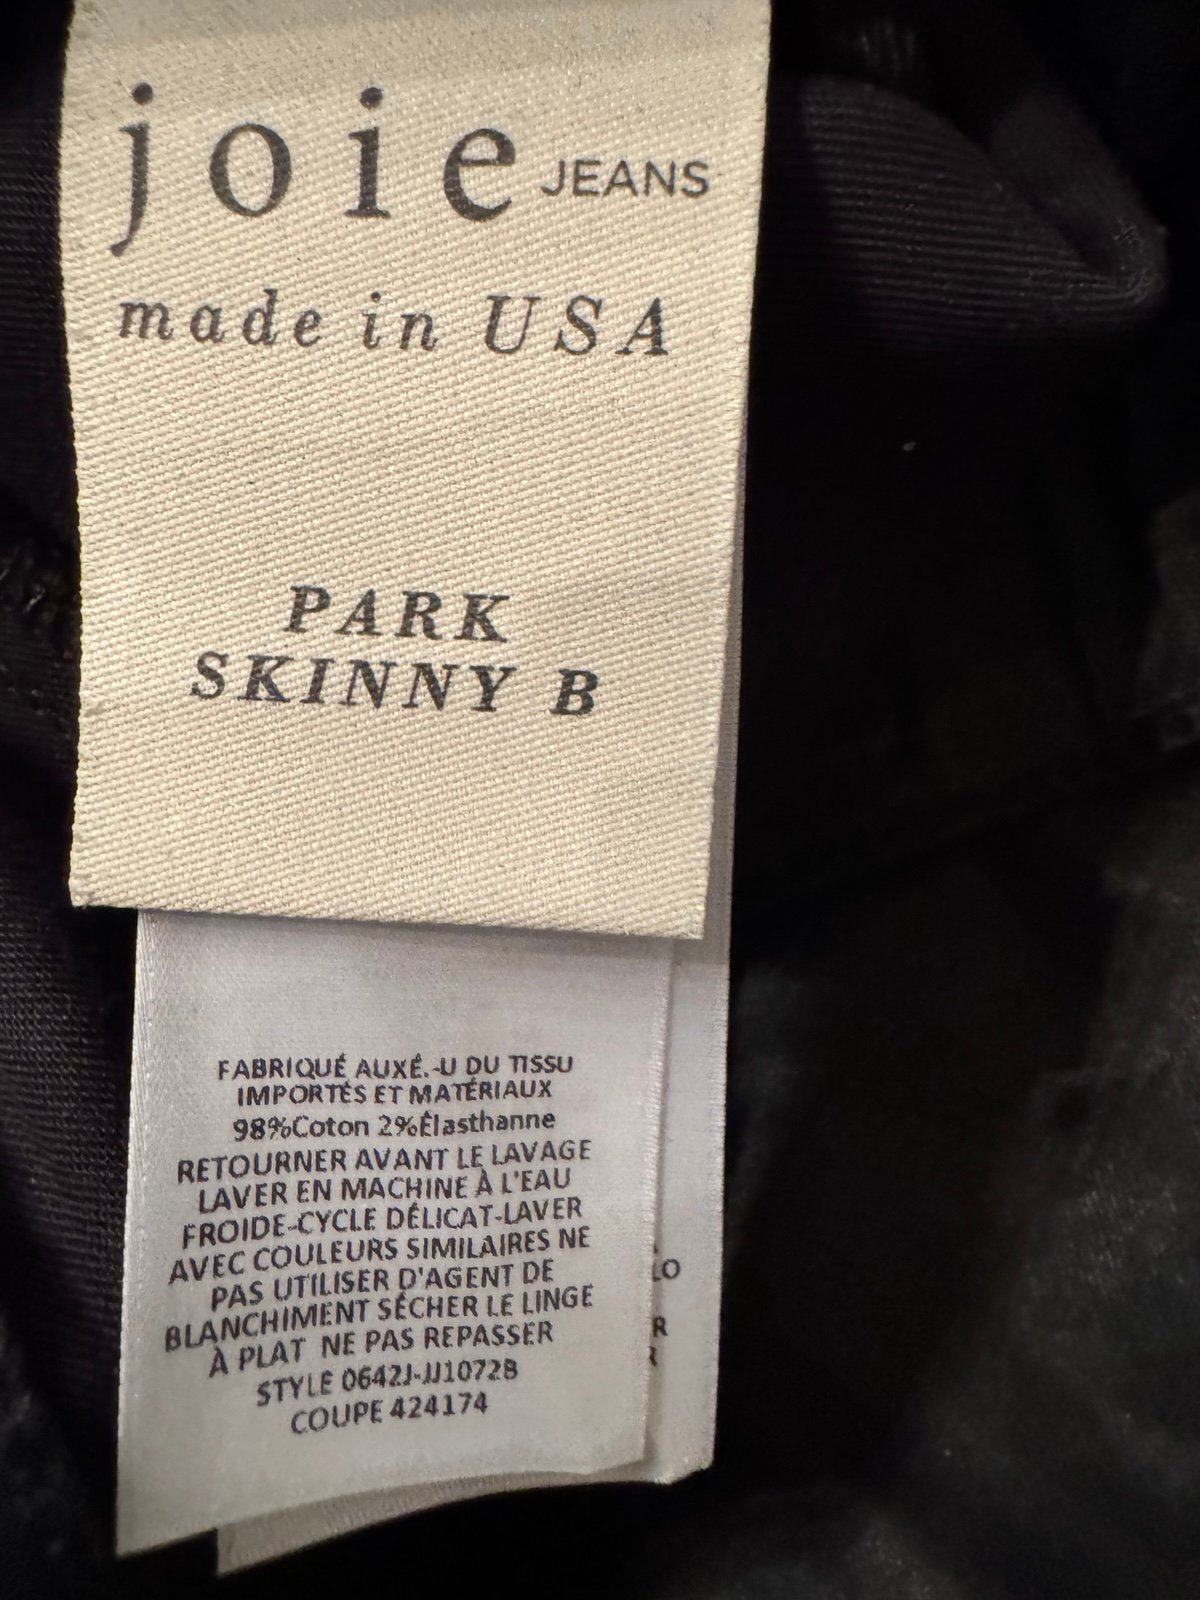 joie JEANS
made in USA
PARK
SKINNY B
FABRIQUÉ AUXÉ.-U DU TISSU
IMPORTÉS ET MATÉRIAUX
98%Coton 2%Élasthanne
RETOURNER AVANT LE LAVAGE
LAVER EN MACHINE À L'EAU
FROIDE-CYCLE DÉLICAT-LAVER
AVEC COULEURS SIMILAIRES NE
PAS UTILISER D'AGENT DE
BLANCHIMENT SÉCHER LE LINGE
À PLAT NE PAS REPASSER
STYLE 0642J-JJ1072B
COUPE 424174
LO
R
R